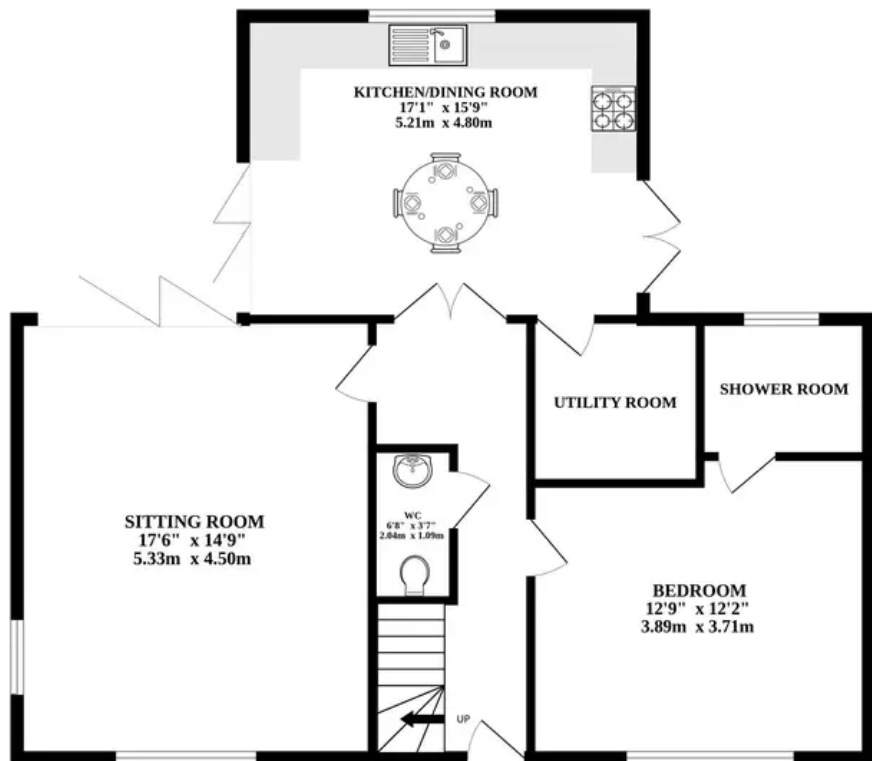 KITCHEN/DINING ROOM
17'1" x 15'9"
5.21m x 4.80m
UTILITY ROOM
SHOWER ROOM
SITTING ROOM
17'6" x 14'9"
5.33m x 4.50m
WC
6'8" x 3'7"
2.04m x 1.09m
BEDROOM
12'9" x 12'2"
3.89m x 3.71m
UP